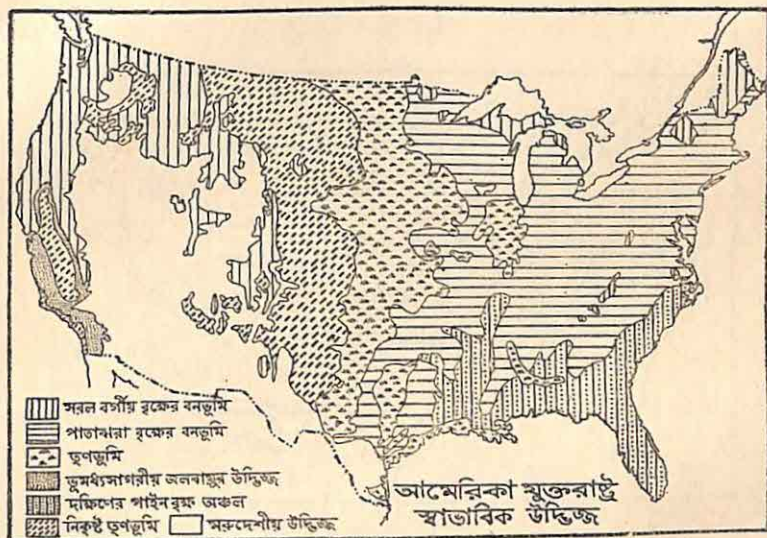 সরল বর্গীয় বৃক্ষের বনভূমি
পাতাঝরা বৃক্ষের বনভূমি
তৃণভূমি
ভূমধ্যসাগরীয় জলবায়ুর উদ্ভিজ্জ
দক্ষিণের পাইন বৃক্ষ অঞ্চল
নিকৃষ্ট তৃণভূমি মরুদেশীয় উদ্ভিজ্জ
আমেরিকা যুক্তরাষ্ট্র
স্বাভাবিক উদ্ভিজ্জ